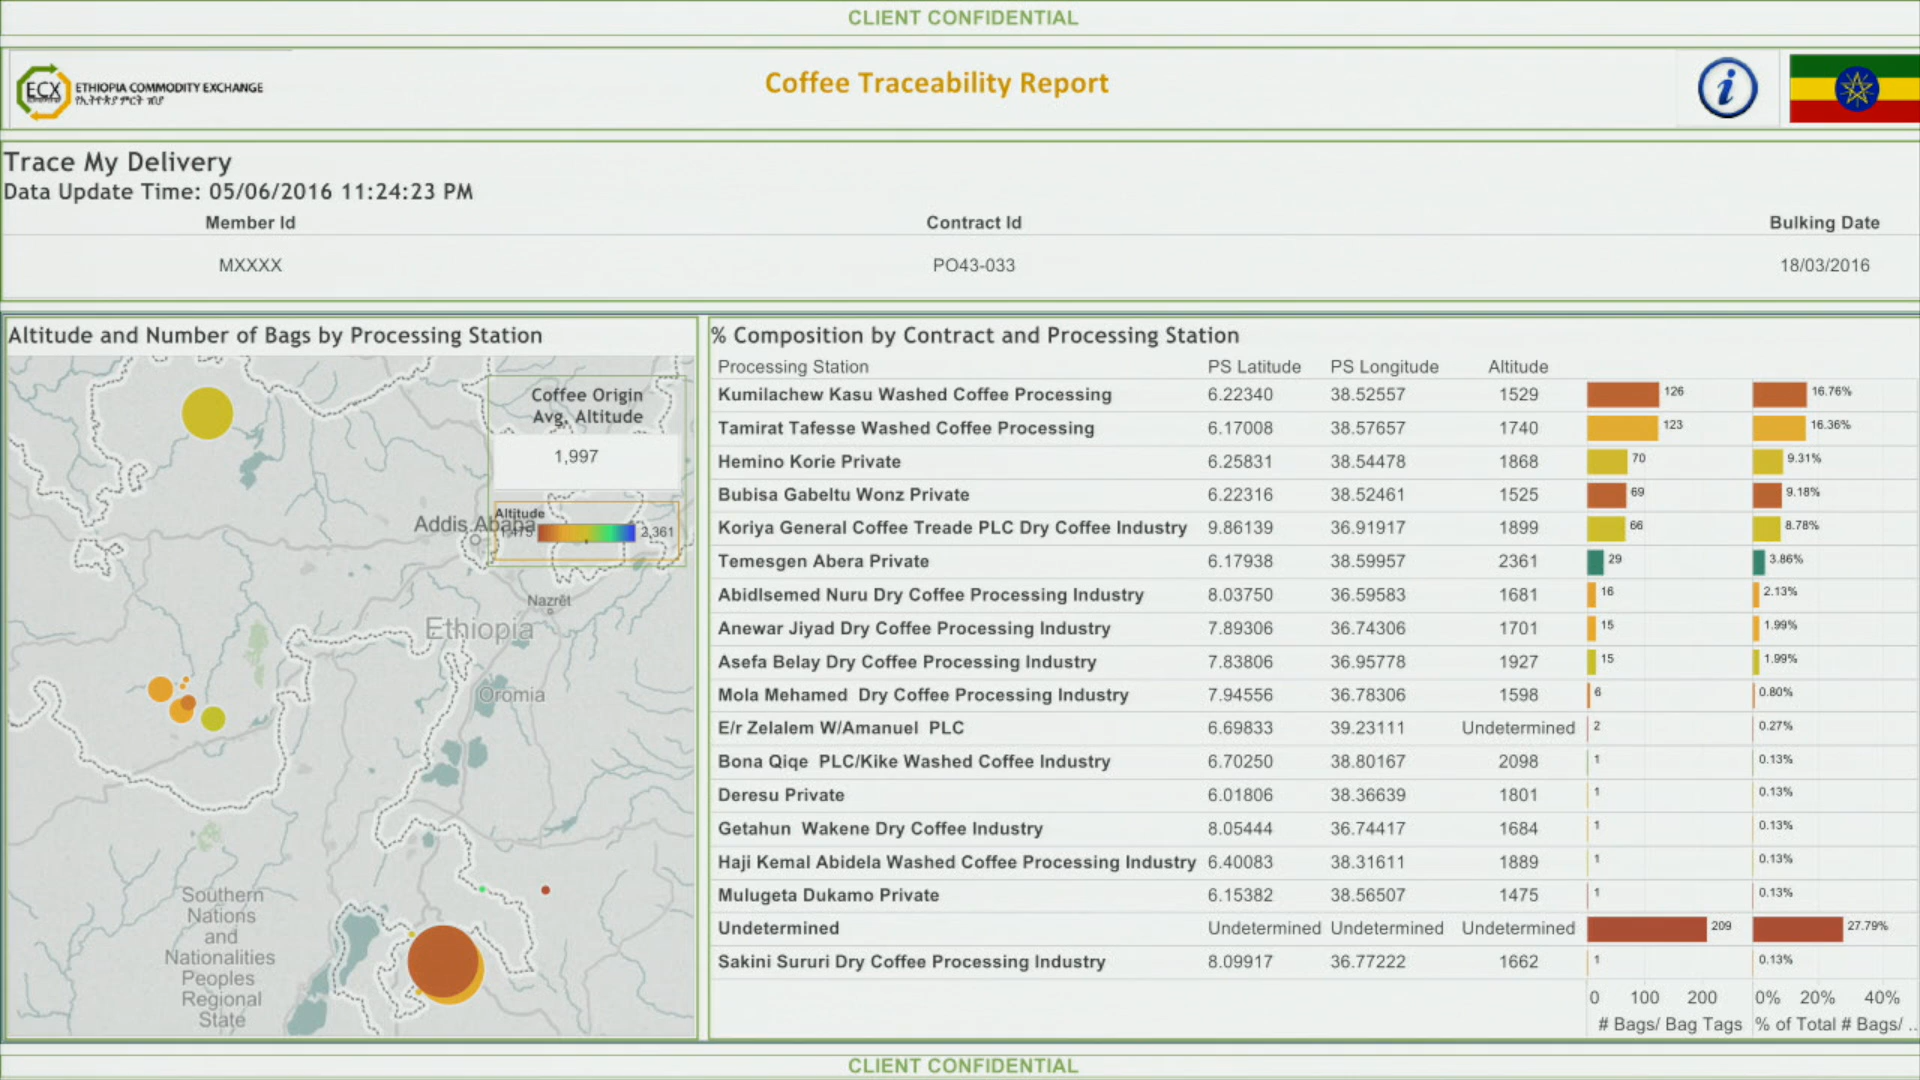 CLIENT CONFIDENTIAL
ECX
ETHIOPIA COMMODITY EXCHANGE
የኢትዮጵያ ምርት ገበያ
Coffee Traceability Report
i
Trace My Delivery
Data Update Time: 05/06/2016 11:24:23 PM
Member Id Contract Id Bulking Date
MXXXX PO43-033 18/03/2016
Altitude and Number of Bags by Processing Station
Coffee Origin
Avg. Altitude
1,997
Altitude
1,475 2,361
Addis Ababa
Nazrēt
Ethiopia
Oromia
Southern
Nations
and
Nationalities
Peoples
Regional
State
% Composition by Contract and Processing Station
Processing Station PS Latitude PS Longitude Altitude
Kumilachew Kasu Washed Coffee Processing 6.22340 38.52557 1529 126 16.76%
Tamirat Tafesse Washed Coffee Processing 6.17008 38.57657 1740 123 16.36%
Hemino Korie Private 6.25831 38.54478 1868 70 9.31%
Bubisa Gabeltu Wonz Private 6.22316 38.52461 1525 69 9.18%
Koriya General Coffee Treade PLC Dry Coffee Industry 9.86139 36.91917 1899 66 8.78%
Temesgen Abera Private 6.17938 38.59957 2361 29 3.86%
Abidlsemed Nuru Dry Coffee Processing Industry 8.03750 36.59583 1681 16 2.13%
Anewar Jiyad Dry Coffee Processing Industry 7.89306 36.74306 1701 15 1.99%
Asefa Belay Dry Coffee Processing Industry 7.83806 36.95778 1927 15 1.99%
Mola Mehamed Dry Coffee Processing Industry 7.94556 36.78306 1598 6 0.80%
E/r Zelalem W/Amanuel PLC 6.69833 39.23111 Undetermined 2 0.27%
Bona Qiqe PLC/Kike Washed Coffee Industry 6.70250 38.80167 2098 1 0.13%
Deresu Private 6.01806 38.36639 1801 1 0.13%
Getahun Wakene Dry Coffee Industry 8.05444 36.74417 1684 1 0.13%
Haji Kemal Abidela Washed Coffee Processing Industry 6.40083 38.31611 1889 1 0.13%
Mulugeta Dukamo Private 6.15382 38.56507 1475 1 0.13%
Undetermined Undetermined Undetermined Undetermined 209 27.79%
Sakini Sururi Dry Coffee Processing Industry 8.09917 36.77222 1662 1 0.13%
0 100 200 0% 20% 40%
# Bags/ Bag Tags % of Total # Bags/ ..
CLIENT CONFIDENTIAL